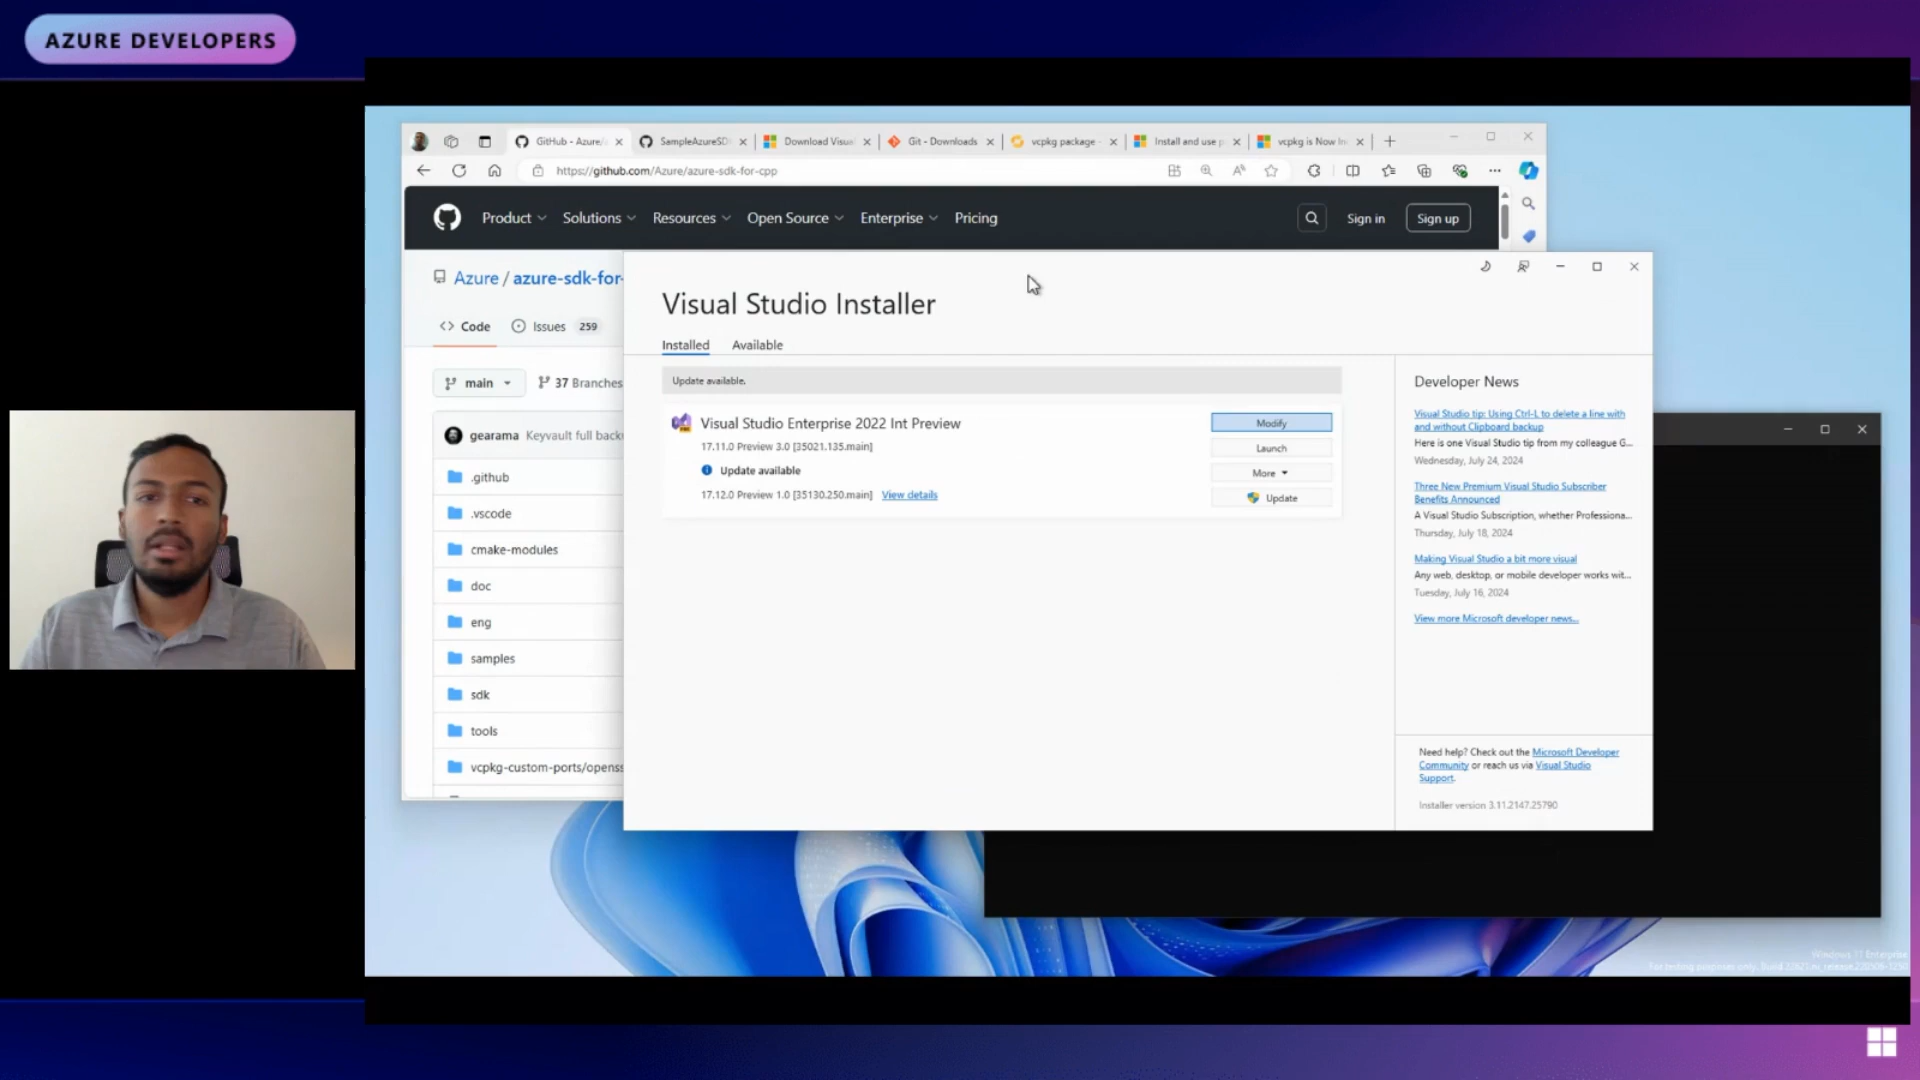 AZURE DEVELOPERS
GitHub - Azure/a
SampleAzureSD
Download Visua
Git - Downloads
vcpkg package -
Install and use p
vcpkg is Now In
https://github.com/Azure/azure-sdk-for-cpp
Product
Solutions
Resources
Open Source
Enterprise
Pricing
Sign in
Sign up
Azure / azure-sdk-for-
Code
Issues 259
main
37 Branches
gearama Keyvault full back
.github
.vscode
cmake-modules
doc
eng
samples
sdk
tools
vcpkg-custom-ports/openss
Visual Studio Installer
Installed
Available
Update available.
Visual Studio Enterprise 2022 Int Preview
17.11.0 Preview 3.0 [35021.135.main]
Update available
17.12.0 Preview 1.0 [35130.250.main] View details
Modify
Launch
More
Update
Developer News
Visual Studio tip: Using Ctrl-L to delete a line with
and without Clipboard backup
Here is one Visual Studio tip from my colleague G...
Wednesday, July 24, 2024
Three New Premium Visual Studio Subscriber
Benefits Announced
A Visual Studio Subscription, whether Professiona...
Thursday, July 18, 2024
Making Visual Studio a bit more visual
Any web, desktop, or mobile developer works wit...
Tuesday, July 16, 2024
View more Microsoft developer news...
Need help? Check out the Microsoft Developer
Community or reach us via Visual Studio
Support.
Installer version 3.11.2147.25790
Windows 11 Enterprise
For testing purposes only. Build